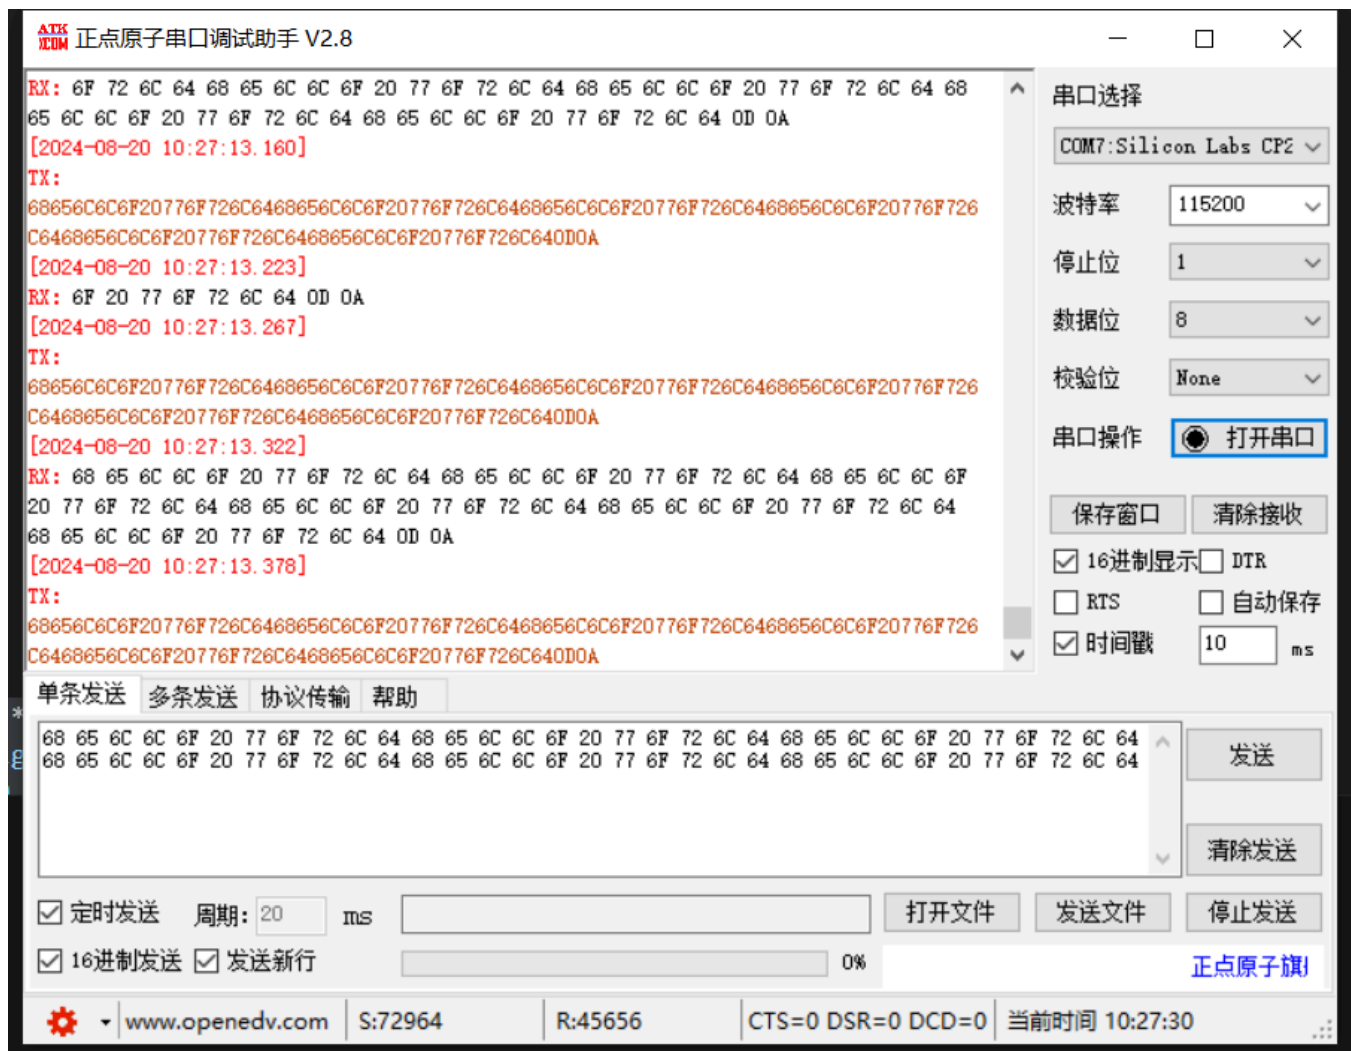 ATK
XCOM
正点原子串口调试助手 V2.8
RX: 6F 72 6C 64 68 65 6C 6C 6F 20 77 6F 72 6C 64 68 65 6C 6C 6F 20 77 6F 72 6C 64 68
65 6C 6C 6F 20 77 6F 72 6C 64 68 65 6C 6C 6F 20 77 6F 72 6C 64 0D 0A
[2024-08-20 10:27:13.160]
TX:
68656C6C6F20776F726C6468656C6C6F20776F726C6468656C6C6F20776F726C6468656C6C6F20776F726
C6468656C6C6F20776F726C6468656C6C6F20776F726C640D0A
[2024-08-20 10:27:13.223]
RX: 6F 20 77 6F 72 6C 64 0D 0A
[2024-08-20 10:27:13.267]
TX:
68656C6C6F20776F726C6468656C6C6F20776F726C6468656C6C6F20776F726C6468656C6C6F20776F726
C6468656C6C6F20776F726C6468656C6C6F20776F726C640D0A
[2024-08-20 10:27:13.322]
RX: 68 65 6C 6C 6F 20 77 6F 72 6C 64 68 65 6C 6C 6F 20 77 6F 72 6C 64 68 65 6C 6C 6F
20 77 6F 72 6C 64 68 65 6C 6C 6F 20 77 6F 72 6C 64 68 65 6C 6C 6F 20 77 6F 72 6C 64
68 65 6C 6C 6F 20 77 6F 72 6C 64 0D 0A
[2024-08-20 10:27:13.378]
TX:
68656C6C6F20776F726C6468656C6C6F20776F726C6468656C6C6F20776F726C6468656C6C6F20776F726
C6468656C6C6F20776F726C6468656C6C6F20776F726C640D0A
串口选择
COM7:Silicon Labs CP2
波特率 115200
停止位 1
数据位 8
校验位 None
串口操作 打开串口
保存窗口 清除接收
16进制显示 DTR
RTS 自动保存
时间戳 10 ms
单条发送 多条发送 协议传输 帮助
68 65 6C 6C 6F 20 77 6F 72 6C 64 68 65 6C 6C 6F 20 77 6F 72 6C 64 68 65 6C 6C 6F 20 77 6F 72 6C 64
68 65 6C 6C 6F 20 77 6F 72 6C 64 68 65 6C 6C 6F 20 77 6F 72 6C 64 68 65 6C 6C 6F 20 77 6F 72 6C 64
发送
清除发送
定时发送 周期: 20 ms 打开文件 发送文件 停止发送
16进制发送 发送新行 0% 正点原子旗
www.openedv.com S:72964 R:45656 CTS=0 DSR=0 DCD=0 当前时间 10:27:30